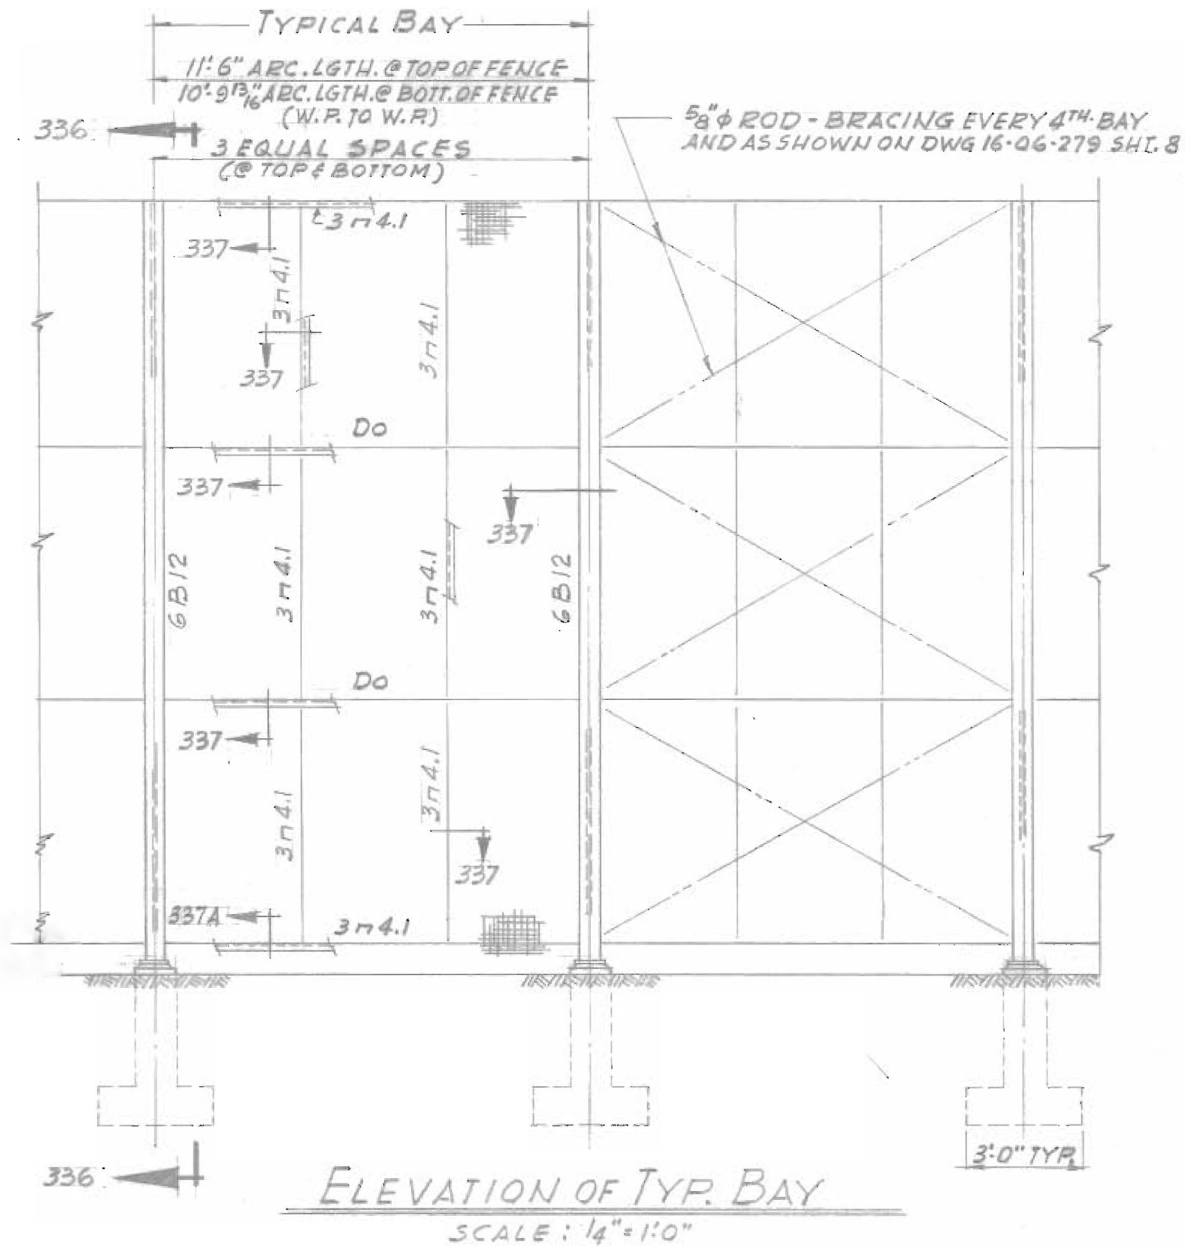 TYPICAL BAY
11'-6" ARC. LGTH. @ TOP OF FENCE
10'-9 13/16" ARC. LGTH. @ BOTT. OF FENCE
(W.P. TO W.P.)
336
3 EQUAL SPACES
(@ TOP & BOTTOM)
5/8"φ ROD - BRACING EVERY 4TH. BAY
AND AS SHOWN ON DWG 16-06-279 SHT. 8
3⊓4.1
337
3⊓4.1
3⊓4.1
337
DO
337
337
6B12
3⊓4.1
3⊓4.1
6B12
DO
337
3⊓4.1
3⊓4.1
337
337A
3⊓4.1
336
3'-0" TYP.
ELEVATION OF TYP. BAY
SCALE: 1/4"=1'-0"